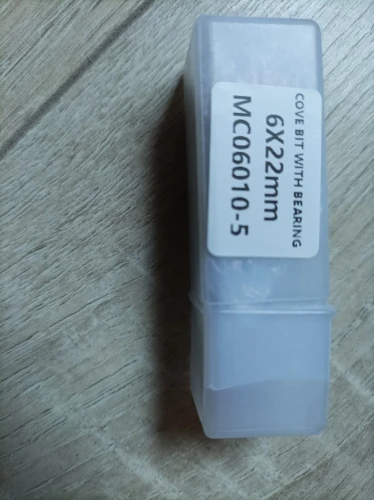 COVE BIT WITH BEARING
6X22mm
MC06010-5